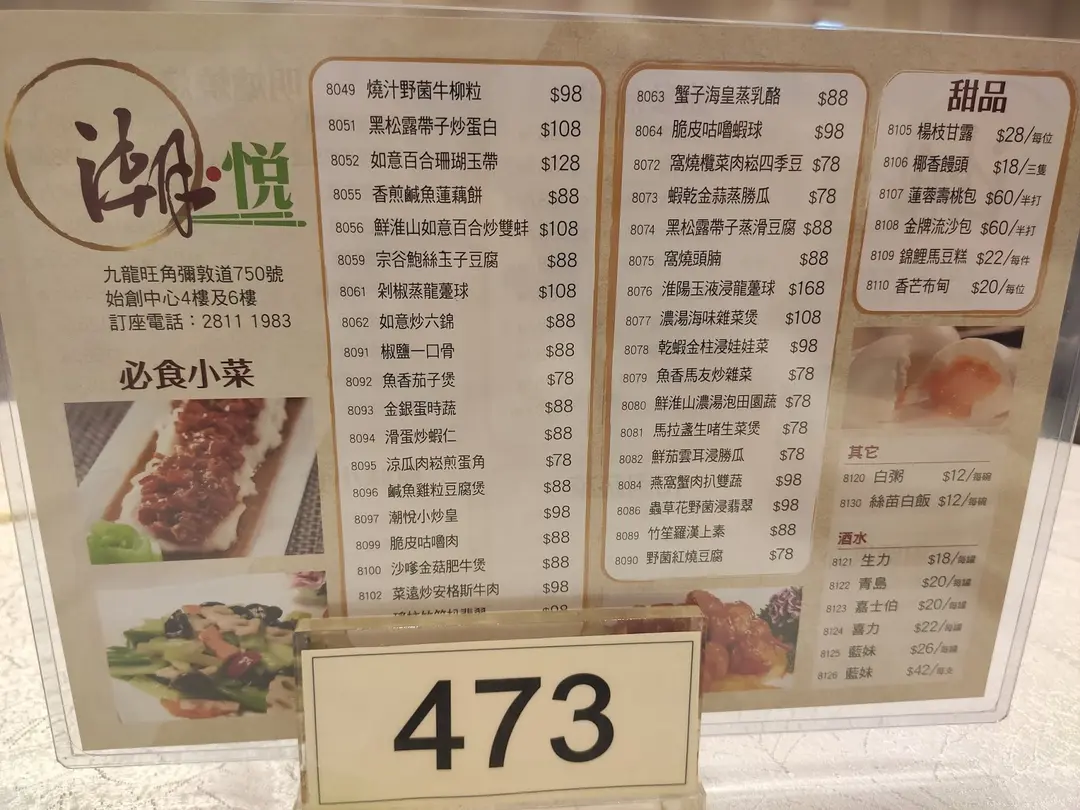 潮·悦
九龍旺角彌敦道750號
始創中心4樓及6樓
訂座電話：2811 1983
必食小菜
8049 燒汁野菌牛柳粒 $98
8051 黑松露帶子炒蛋白 $108
8052 如意百合珊瑚玉帶 $128
8055 香煎鹹魚蓮藕餅 $88
8056 鮮淮山如意百合炒雙蚌 $108
8059 宗谷鮑絲玉子豆腐 $88
8061 剁椒蒸龍躉球 $108
8062 如意炒六錦 $88
8091 椒鹽一口骨 $88
8092 魚香茄子煲 $78
8093 金銀蛋時蔬 $88
8094 滑蛋炒蝦仁 $88
8095 涼瓜肉崧煎蛋角 $78
8096 鹹魚雞粒豆腐煲 $88
8097 潮悅小炒皇 $98
8099 脆皮咕嚕肉 $88
8100 沙嗲金菇肥牛煲 $88
8102 菜遠炒安格斯牛肉 $98
8063 蟹子海皇蒸乳酪 $88
8064 脆皮咕嚕蝦球 $98
8072 窩燒欖菜肉崧四季豆 $78
8073 蝦乾金蒜蒸勝瓜 $78
8074 黑松露帶子蒸滑豆腐 $88
8075 窩燒頭腩 $88
8076 淮陽玉液浸龍躉球 $168
8077 濃湯海味雜菜煲 $108
8078 乾蝦金柱浸娃娃菜 $98
8079 魚香馬友炒雜菜 $78
8080 鮮淮山濃湯泡田園蔬 $78
8081 馬拉盞生啫生菜煲 $78
8082 鮮茄雲耳浸勝瓜 $78
8084 燕窩蟹肉扒雙蔬 $98
8086 蟲草花野菌浸翡翠 $98
8089 竹笙羅漢上素 $88
8090 野菌紅燒豆腐 $78
甜品
8105 楊枝甘露 $28/每位
8106 椰香饅頭 $18/三隻
8107 蓮蓉壽桃包 $60/半打
8108 金牌流沙包 $60/半打
8109 錦鯉馬豆糕 $22/每件
8110 香芒布甸 $20/每位
其它
8120 白粥 $12/每碗
8130 絲苗白飯 $12/每碗
酒水
8121 生力 $18/每罐
8122 青島 $20/每罐
8123 嘉士伯 $20/每罐
8124 喜力 $22/每罐
8125 藍妹 $26/每罐
8126 藍妹 $42/每支
473